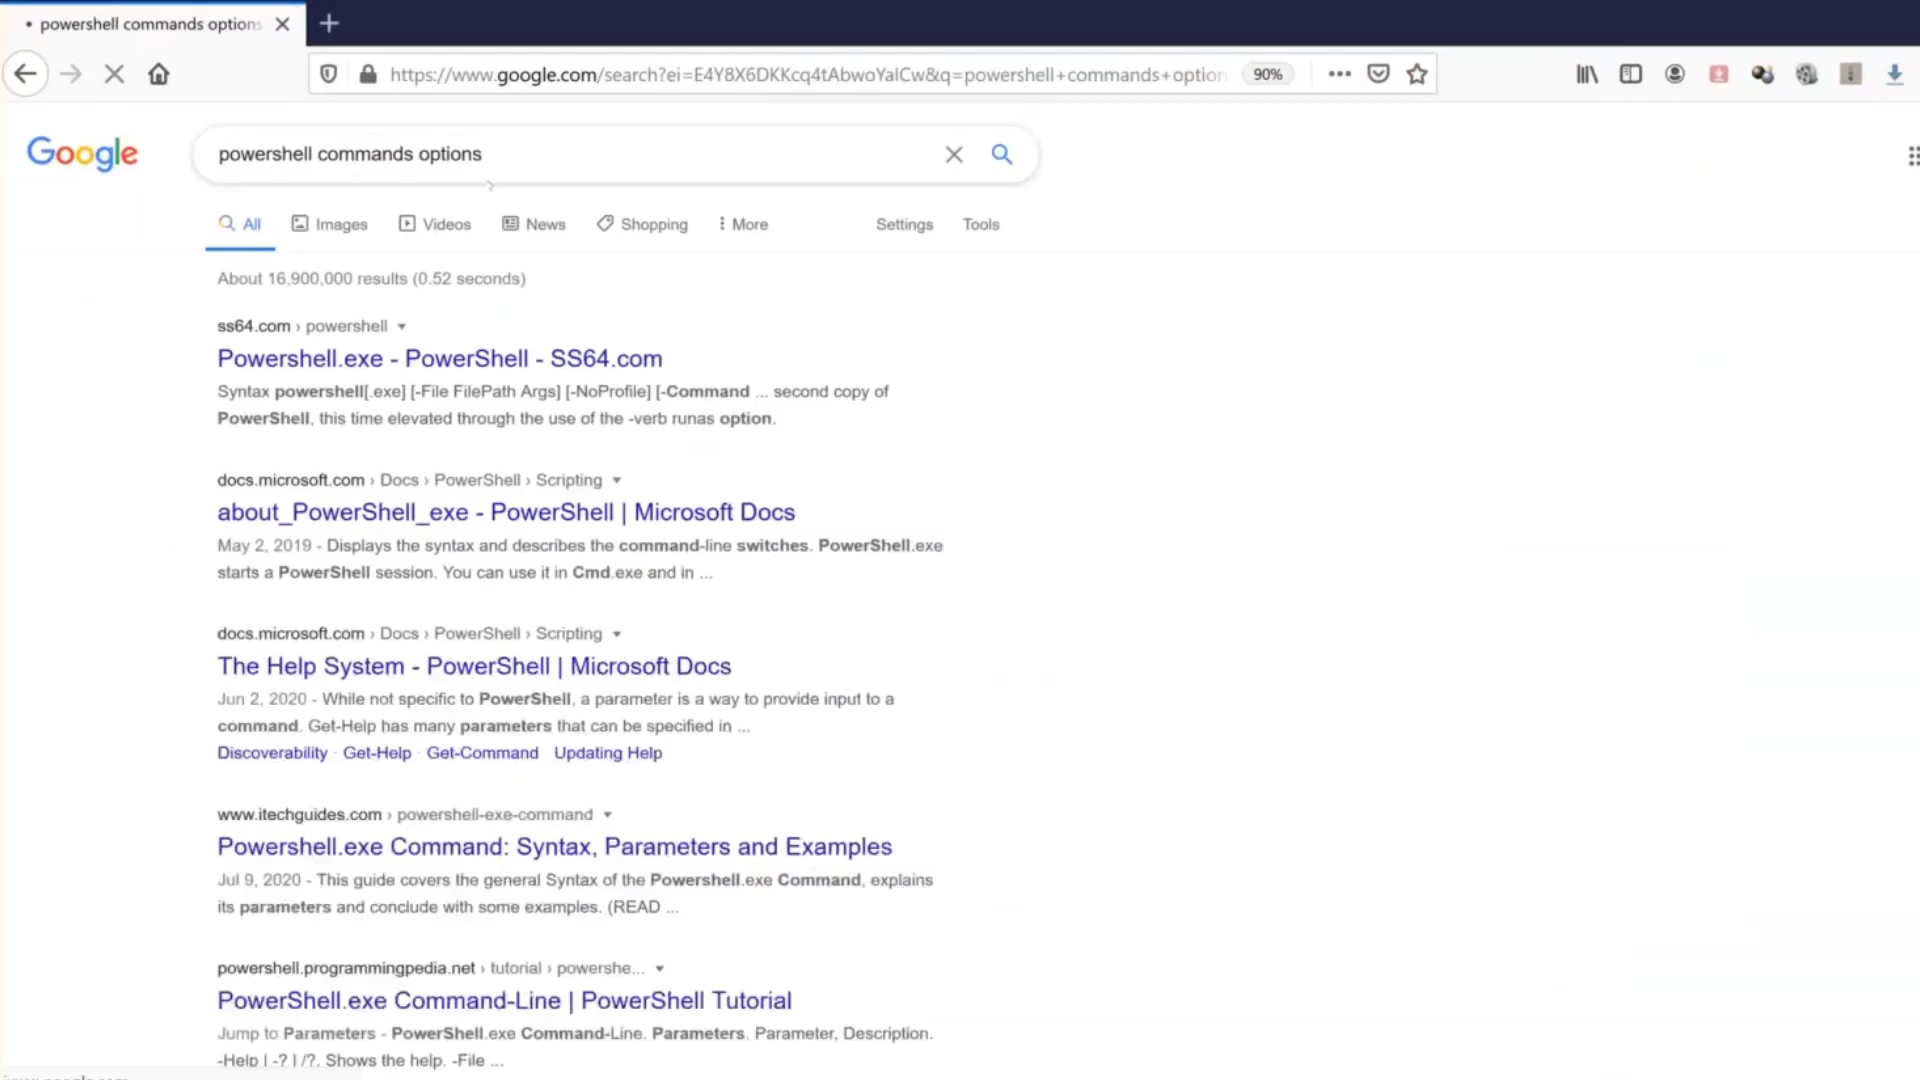 powershell commands options
https://www.google.com/search?ei=E4Y8X6DKKcq4tAbwoYaICw&q=powershell+commands+option
90%
Google
powershell commands options
All
Images
Videos
News
Shopping
More
Settings
Tools
About 16,900,000 results (0.52 seconds)
ss64.com › powershell
Powershell.exe - PowerShell - SS64.com
Syntax powershell[.exe] [-File FilePath Args] [-NoProfile] [-Command ... second copy of
PowerShell, this time elevated through the use of the -verb runas option.
docs.microsoft.com › Docs › PowerShell › Scripting
about_PowerShell_exe - PowerShell | Microsoft Docs
May 2, 2019 - Displays the syntax and describes the command-line switches. PowerShell.exe
starts a PowerShell session. You can use it in Cmd.exe and in ...
docs.microsoft.com › Docs › PowerShell › Scripting
The Help System - PowerShell | Microsoft Docs
Jun 2, 2020 - While not specific to PowerShell, a parameter is a way to provide input to a
command. Get-Help has many parameters that can be specified in ...
Discoverability · Get-Help · Get-Command · Updating Help
www.itechguides.com › powershell-exe-command
Powershell.exe Command: Syntax, Parameters and Examples
Jul 9, 2020 - This guide covers the general Syntax of the Powershell.exe Command, explains
its parameters and conclude with some examples. (READ ...
powershell.programmingpedia.net › tutorial › powershe...
PowerShell.exe Command-Line | PowerShell Tutorial
Jump to Parameters - PowerShell.exe Command-Line. Parameters. Parameter, Description.
-Help | -? | /?. Shows the help. -File ...